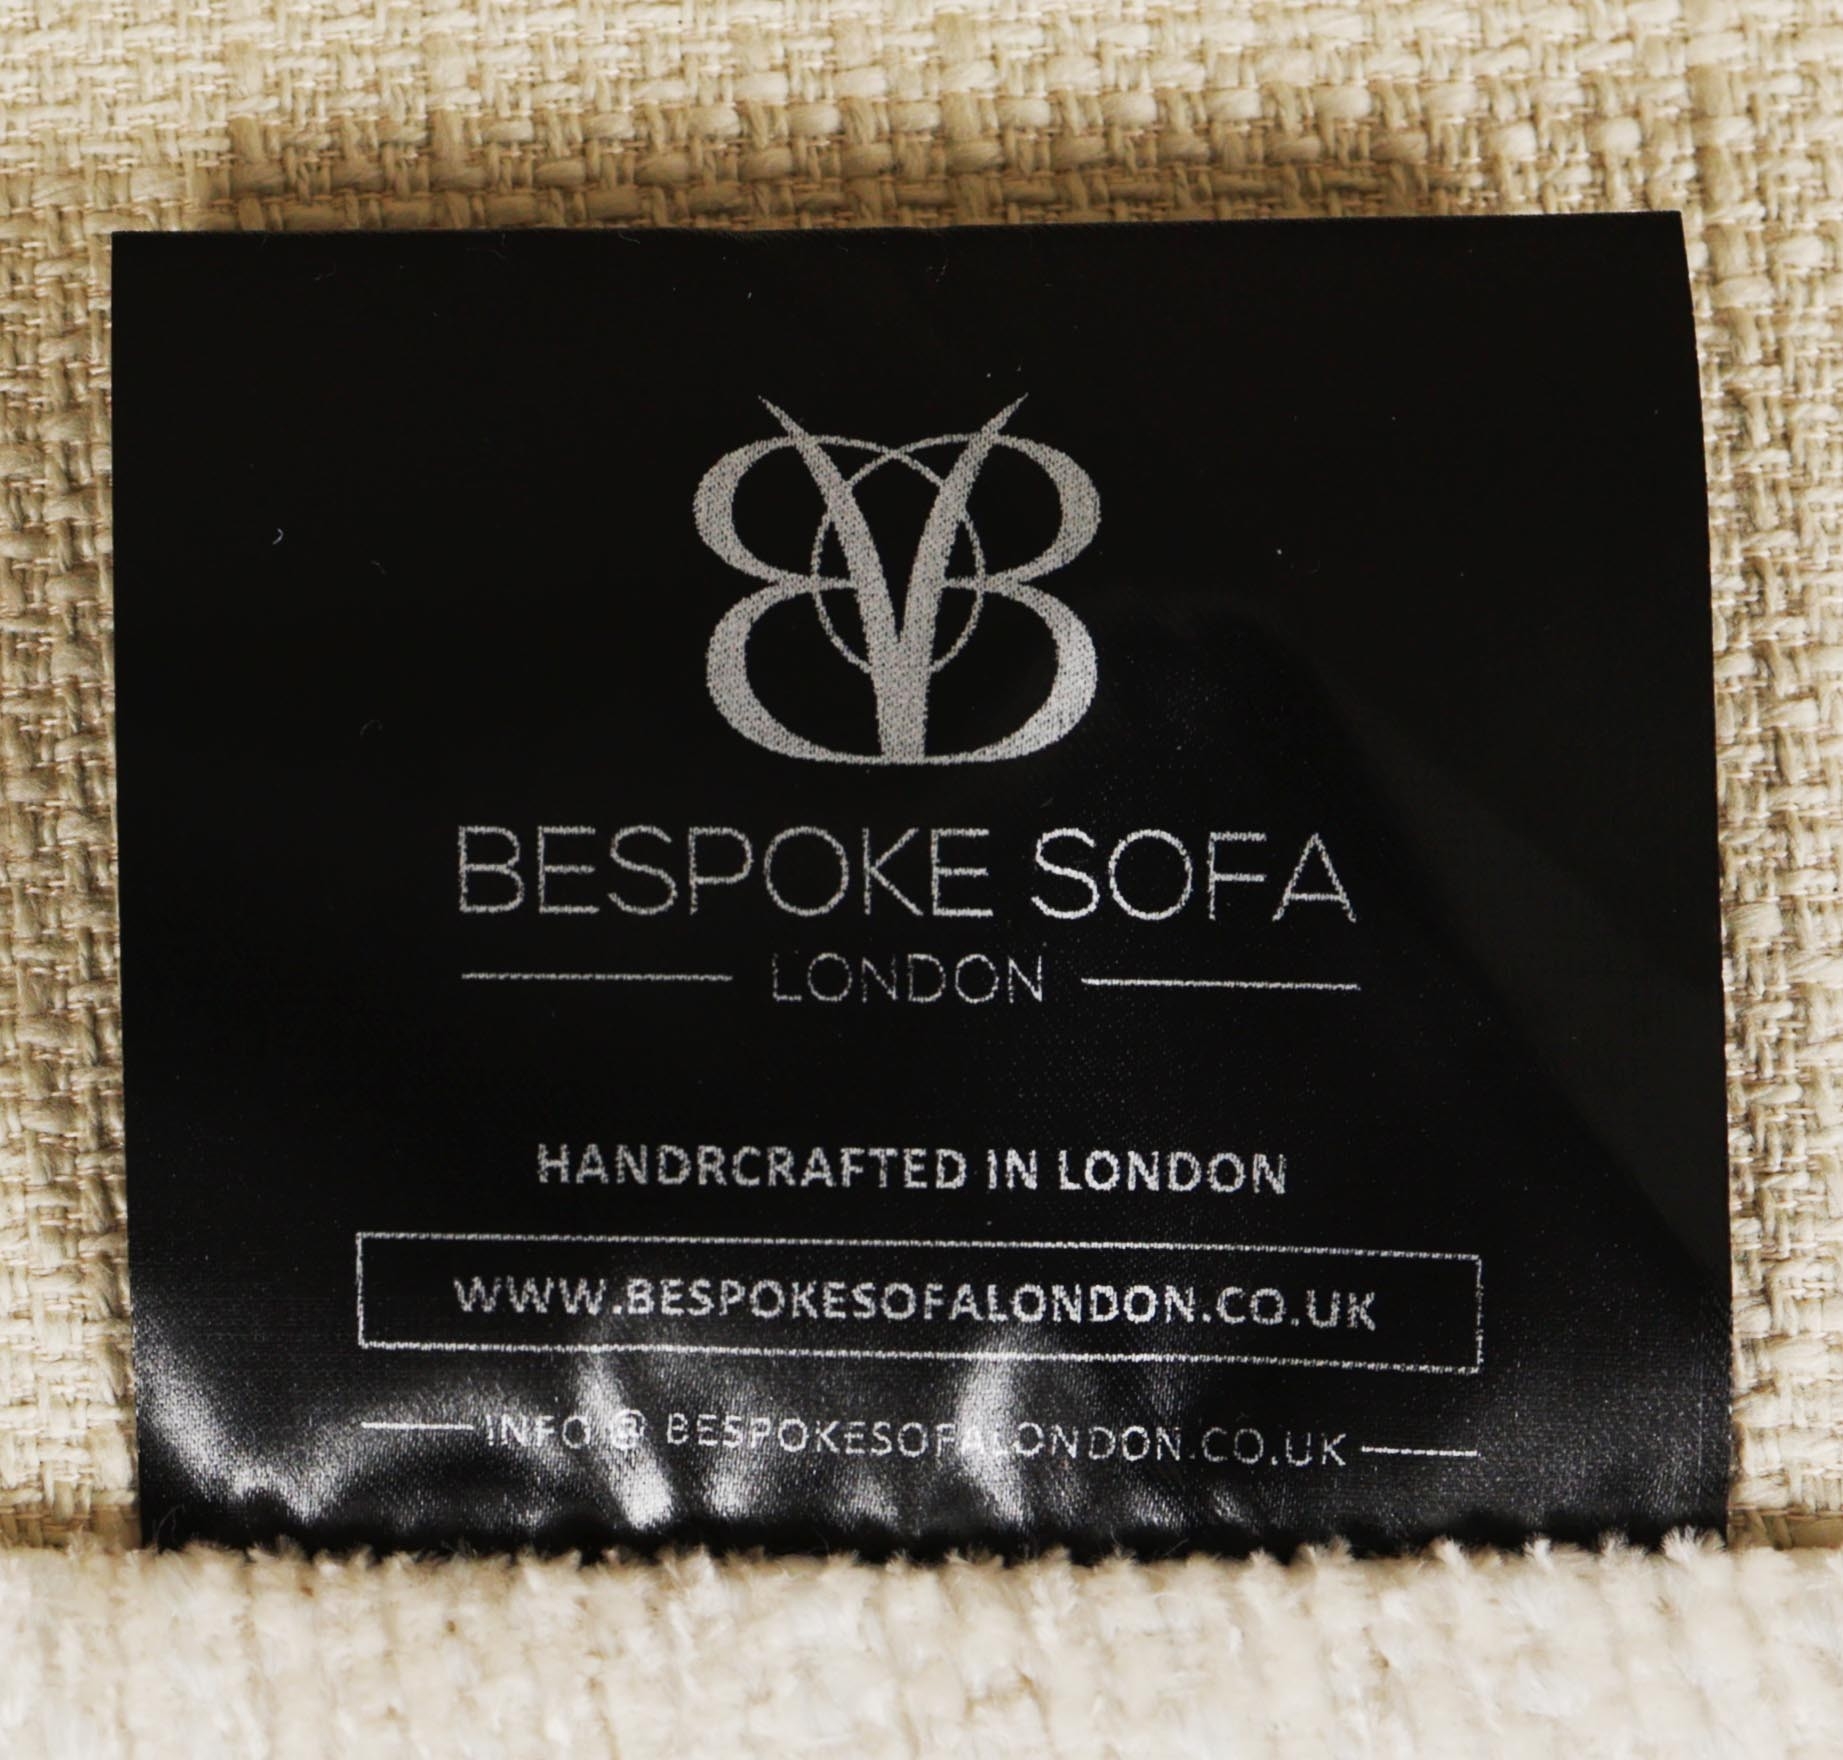 BESPOKE SOFA
LONDON
HANDRCRAFTED IN LONDON
WWW.BESPOKESOFALONDON.CO.UK
INFO @ BESPOKESOFALONDON.CO.UK